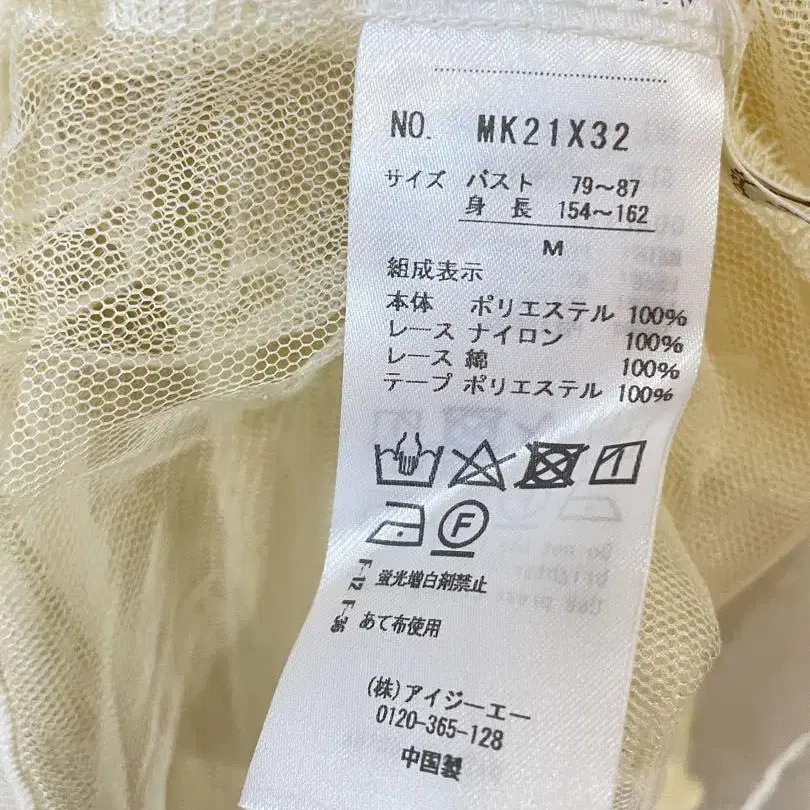 NO. MK21X32
サイズ バスト 79～87
身 長 154～162
M
組成表示
本体 ポリエステル 100%
レース ナイロン 100%
レース 綿 100%
テープ ポリエステル 100%
F
蛍光増白剤禁止
あて布使用
(株)アイジーエー
0120-365-128
中国製